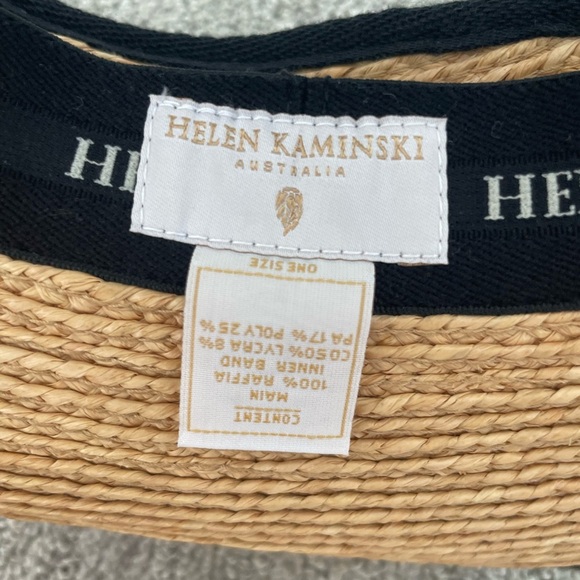 HELEN KAMINSKI
AUSTRALIA
HE
HE
ONE SIZE
CONTENT
MAIN
100% RAFFIA
INNER BAND
CO 50% LYCRA 8%
PA 17% POLY 25%